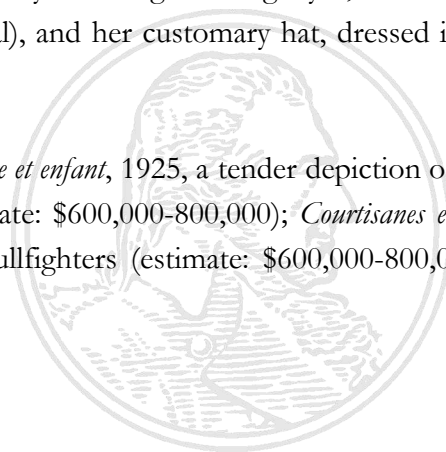 al), and her customary hat, dressed i
e et enfant, 1925, a tender depiction o
ate: $600,000-800,000); Courtisanes e
ullfighters (estimate: $600,000-800,0